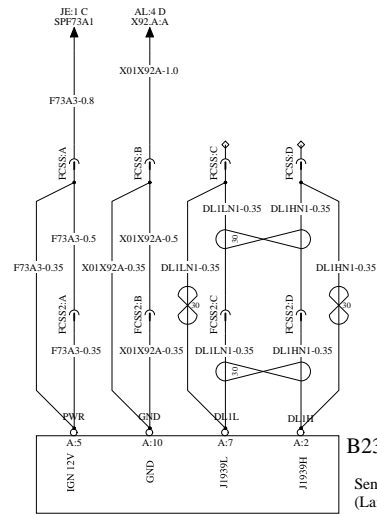 JE:1 C
SPF73A1
AL:4 D
X92.A:A
X01X92A-1.0
F73A3-0.8
FCSS:A
FCSS:B
FCSS:C
FCSS:D
DL1LN1-0.35
DL1HN1-0.35
F73A3-0.5
X01X92A-0.5
30
F73A3-0.35
X01X92A-0.35
DL1LN1-0.35
DL1HN1-0.35
30
30
FCSS2:A
FCSS2:B
FCSS2:C
FCSS2:D
F73A3-0.35
X01X92A-0.35
DL1LN1-0.35
DL1HN1-0.35
30
PWR
GND
DL1L
DL1H
A:5
A:10
A:7
A:2
B23
IGN 12V
GND
J1939L
J1939H
Sen
(La